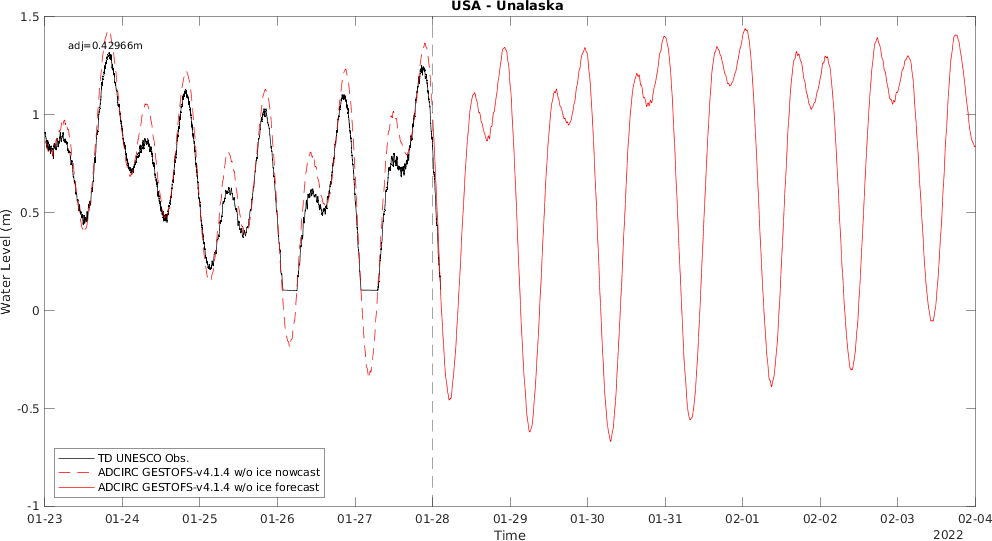 USA - Unalaska
adj=0.42966m
1.5
1
0.5
0
-0.5
-1
Water Level (m)
TD UNESCO Obs.
ADCIRC GESTOFS-v4.1.4 w/o ice nowcast
ADCIRC GESTOFS-v4.1.4 w/o ice forecast
01-23 01-24 01-25 01-26 01-27 01-28 01-29 01-30 01-31 02-01 02-02 02-03 02-04
Time
2022